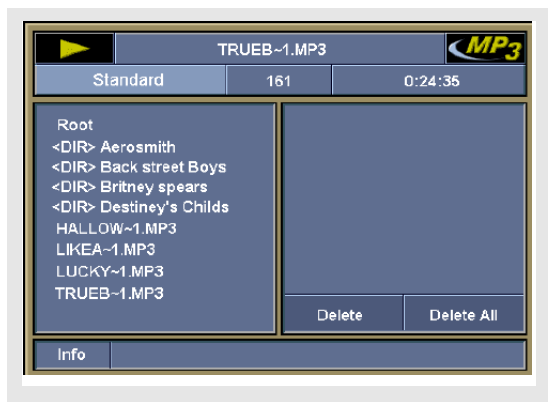 TRUEB~1.MP3 MP3
Standard 161 0:24:35
Root
<DIR> Aerosmith
<DIR> Back street Boys
<DIR> Britney spears
<DIR> Destiney's Childs
HALLOW~1.MP3
LIKEA~1.MP3
LUCKY~1.MP3
TRUEB~1.MP3
Delete Delete All
Info